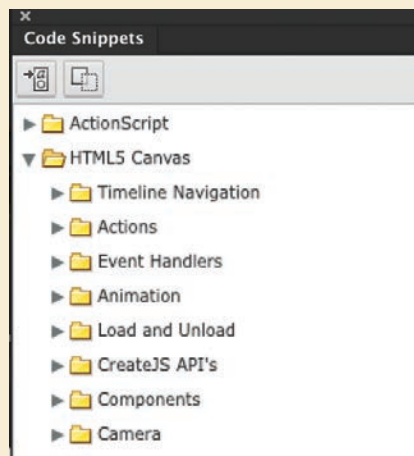 Code Snippets
ActionScript
HTML5 Canvas
Timeline Navigation
Actions
Event Handlers
Animation
Load and Unload
CreateJS API's
Components
Camera